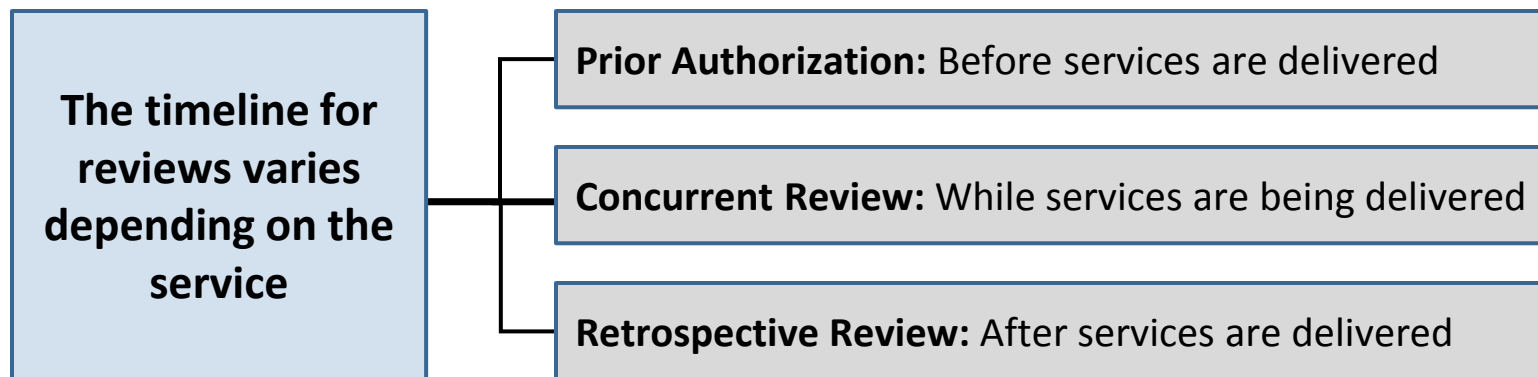 The timeline for
reviews varies
depending on the
service
Prior Authorization: Before services are delivered
Concurrent Review: While services are being delivered
Retrospective Review: After services are delivered